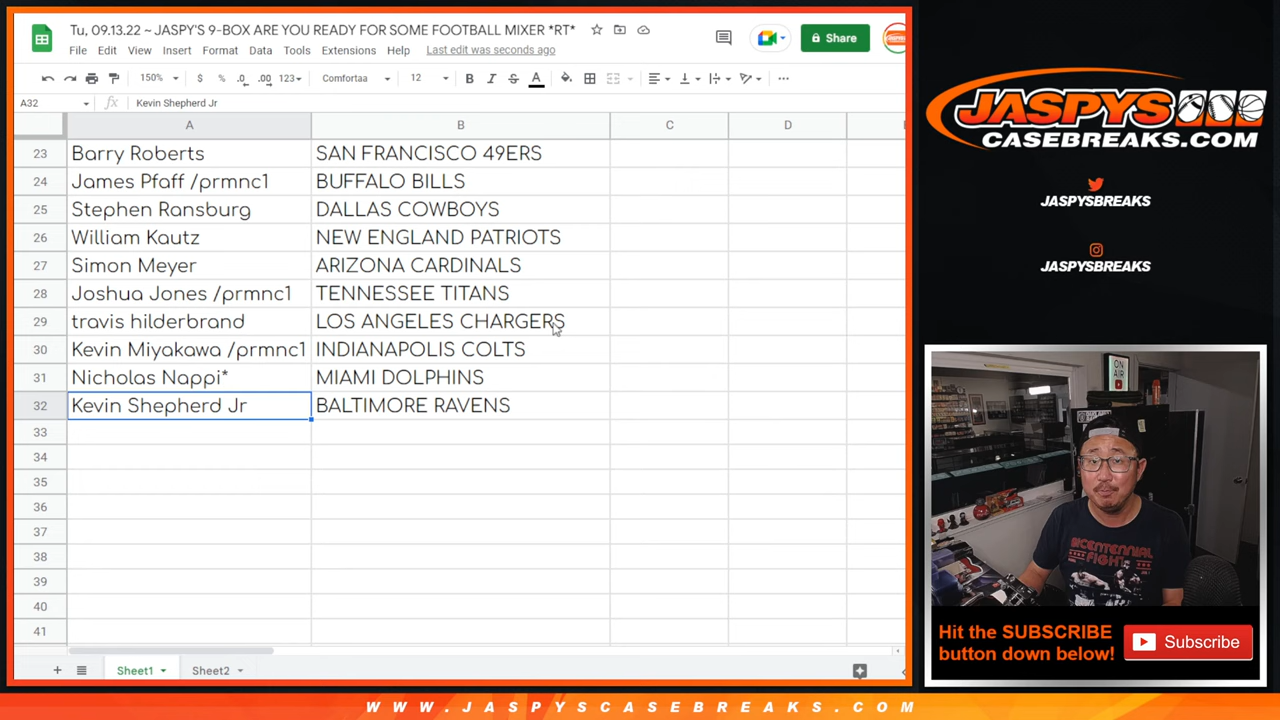 Tu, 09.13.22 ~ JASPY'S 9-BOX ARE YOU READY FOR SOME FOOTBALL MIXER *RT*
File Edit View Insert Format Data Tools Extensions Help Last edit was seconds ago
Share
150% $ % .0 .00 123 Comfortaa 12 B I S A
A32 fx Kevin Shepherd Jr
A B C D
23 Barry Roberts SAN FRANCISCO 49ERS
24 James Pfaff /prmnc1 BUFFALO BILLS
25 Stephen Ransburg DALLAS COWBOYS
26 William Kautz NEW ENGLAND PATRIOTS
27 Simon Meyer ARIZONA CARDINALS
28 Joshua Jones /prmnc1 TENNESSEE TITANS
29 travis hilderbrand LOS ANGELES CHARGERS
30 Kevin Miyakawa /prmnc1 INDIANAPOLIS COLTS
31 Nicholas Nappi* MIAMI DOLPHINS
32 Kevin Shepherd Jr BALTIMORE RAVENS
33
34
35
36
37
38
39
40
41
Sheet1 Sheet2
JASPYS
CASEBREAKS.COM
JASPYSBREAKS
JASPYSBREAKS
ON AIR
BICENTENNIAL
FIGHT
Hit the SUBSCRIBE
button down below!
Subscribe
WWW.JASPYSCASEBREAKS.COM